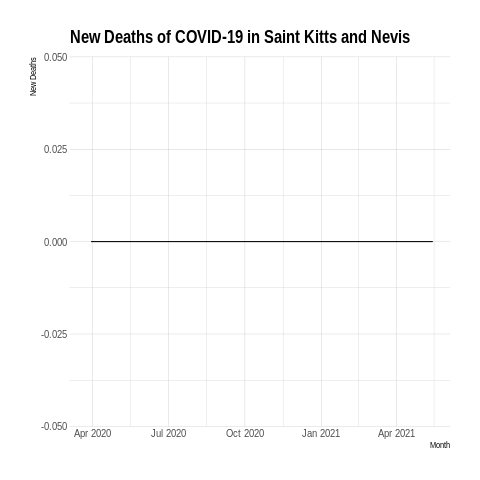 New Deaths of COVID-19 in Saint Kitts and Nevis
New Deaths
0.050
0.025
0.000
-0.025
-0.050
Apr 2020 Jul 2020 Oct 2020 Jan 2021 Apr 2021
Month